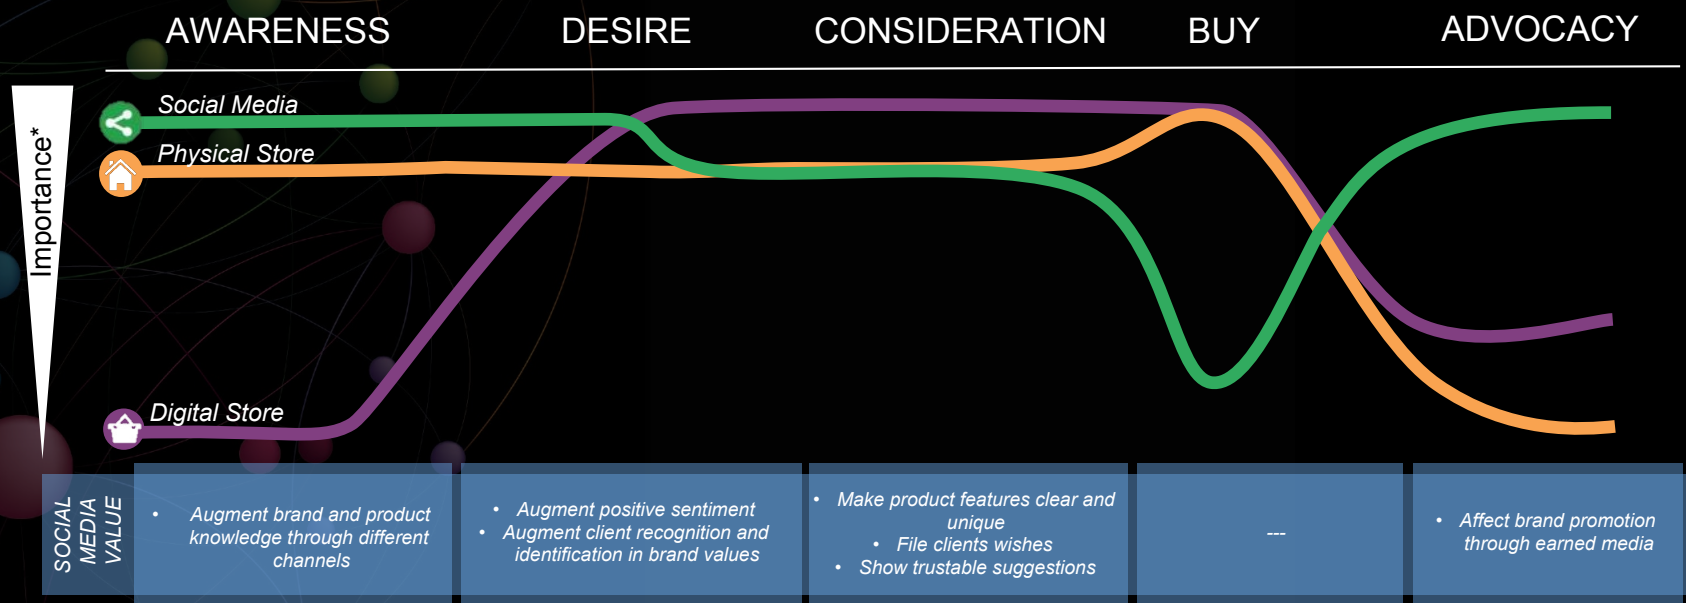 AWARENESS DESIRE CONSIDERATION BUY ADVOCACY
Importance*
Social Media
Physical Store
Digital Store
SOCIAL
MEDIA
VALUE
• Augment brand and product
knowledge through different
channels
• Augment positive sentiment
• Augment client recognition and
identification in brand values
• Make product features clear and
unique
• File clients wishes
• Show trustable suggestions
---
• Affect brand promotion
through earned media